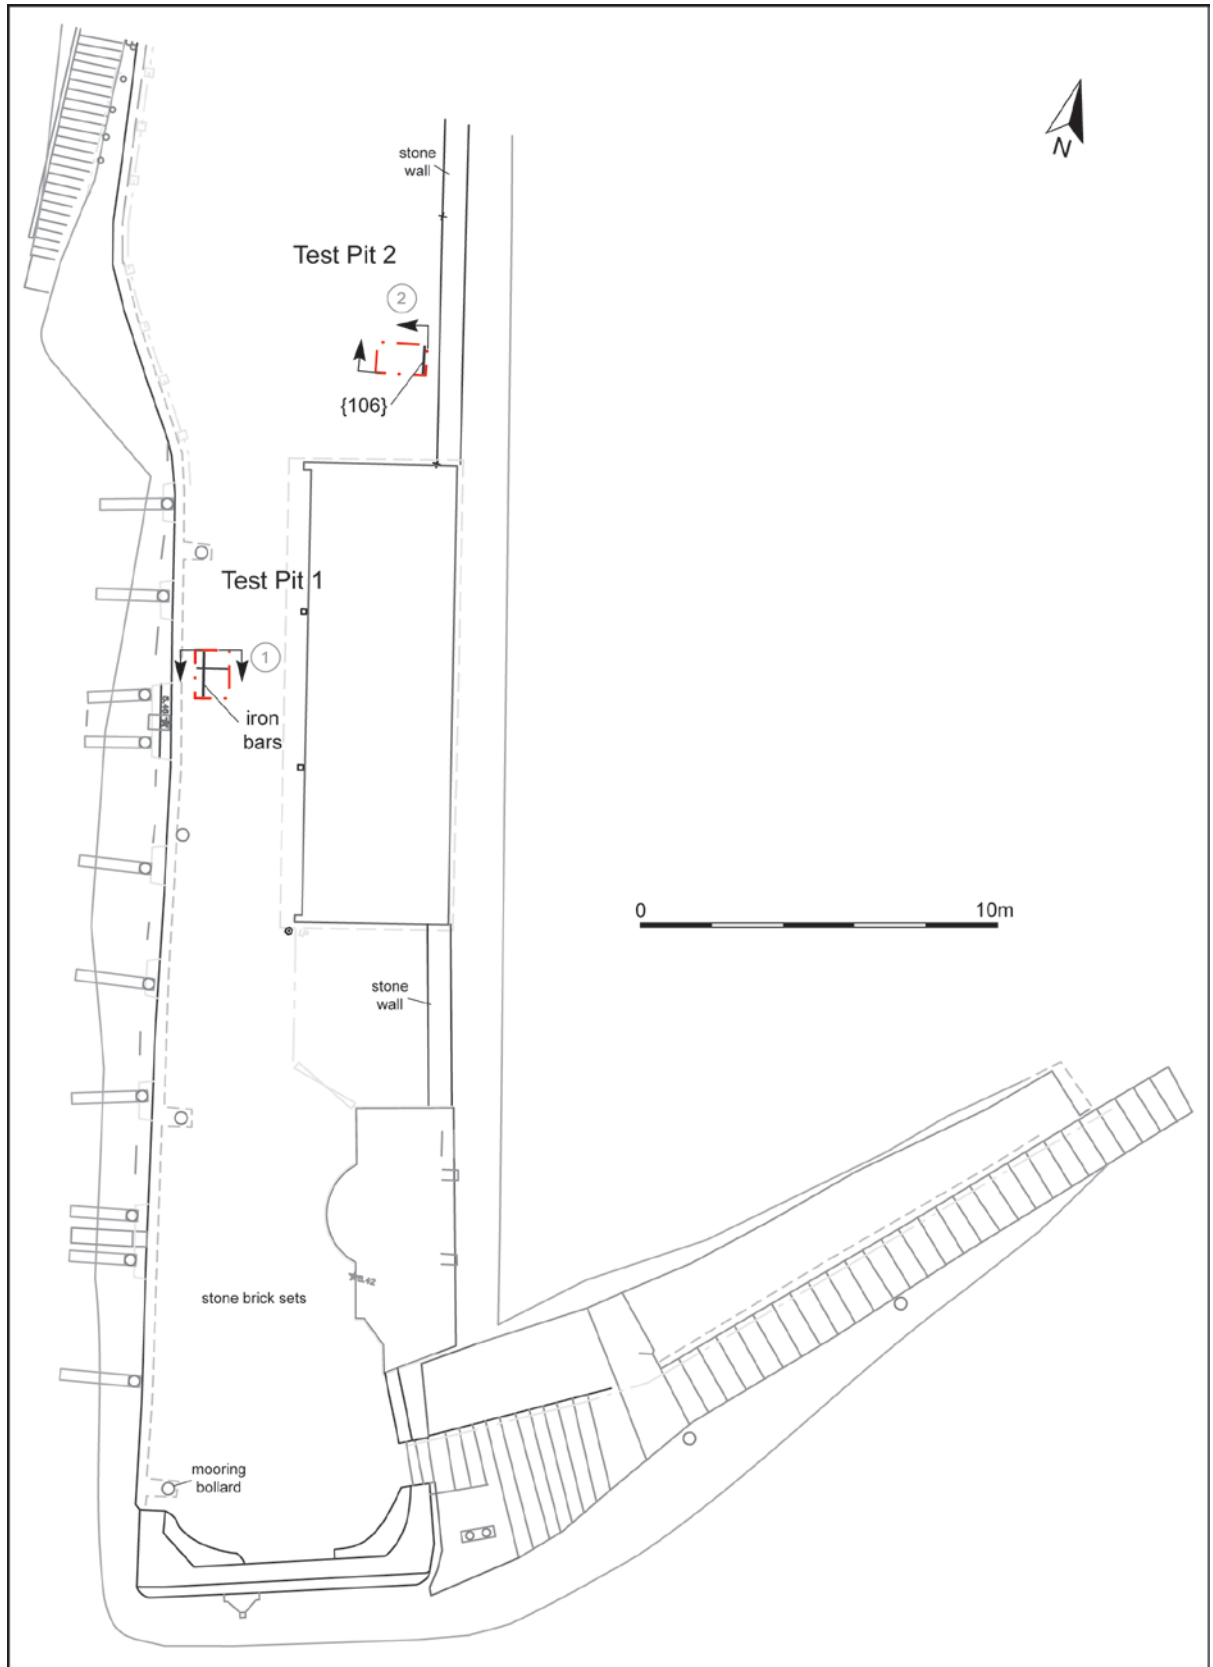 stone
wall
N
Test Pit 2
2
{106}
Test Pit 1
1
iron
bars
0 10m
stone
wall
stone brick sets
mooring
bollard